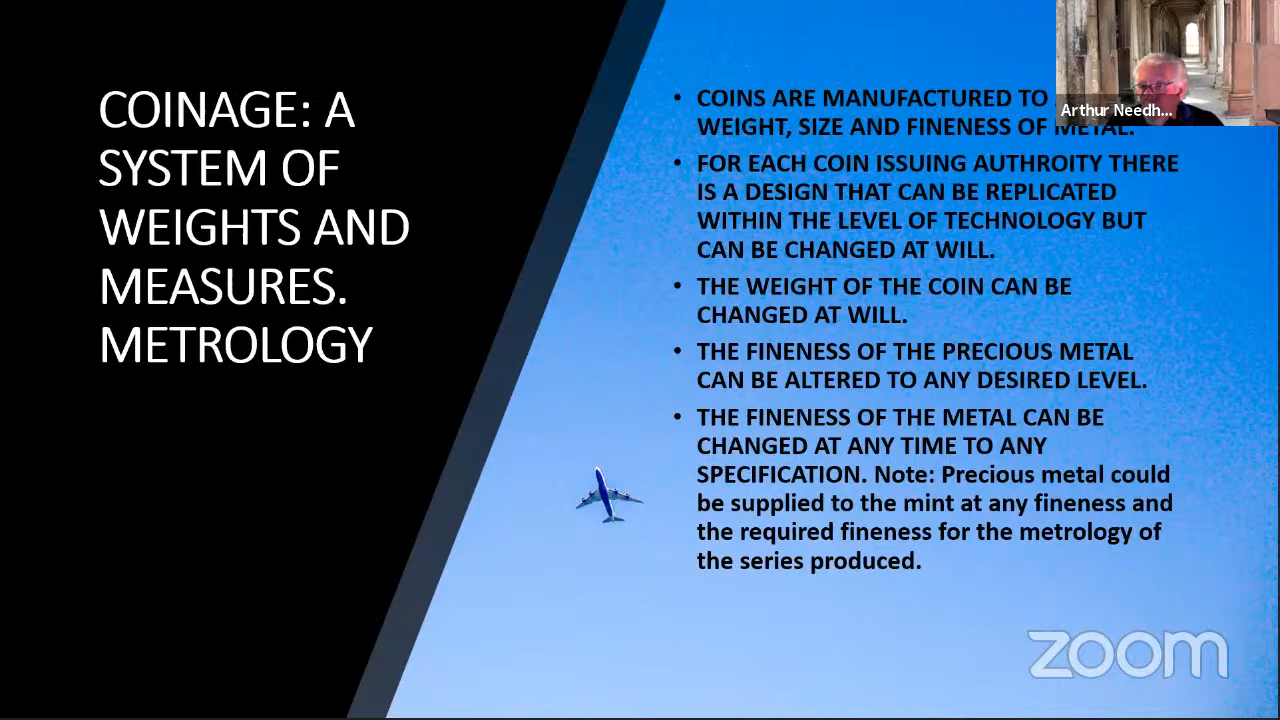 COINAGE: A
SYSTEM OF
WEIGHTS AND
MEASURES.
METROLOGY
• COINS ARE MANUFACTURED TO
WEIGHT, SIZE AND FINENESS OF METAL.
• FOR EACH COIN ISSUING AUTHROITY THERE
IS A DESIGN THAT CAN BE REPLICATED
WITHIN THE LEVEL OF TECHNOLOGY BUT
CAN BE CHANGED AT WILL.
• THE WEIGHT OF THE COIN CAN BE
CHANGED AT WILL.
• THE FINENESS OF THE PRECIOUS METAL
CAN BE ALTERED TO ANY DESIRED LEVEL.
• THE FINENESS OF THE METAL CAN BE
CHANGED AT ANY TIME TO ANY
SPECIFICATION. Note: Precious metal could
be supplied to the mint at any fineness and
the required fineness for the metrology of
the series produced.
Arthur Needh...
zoom